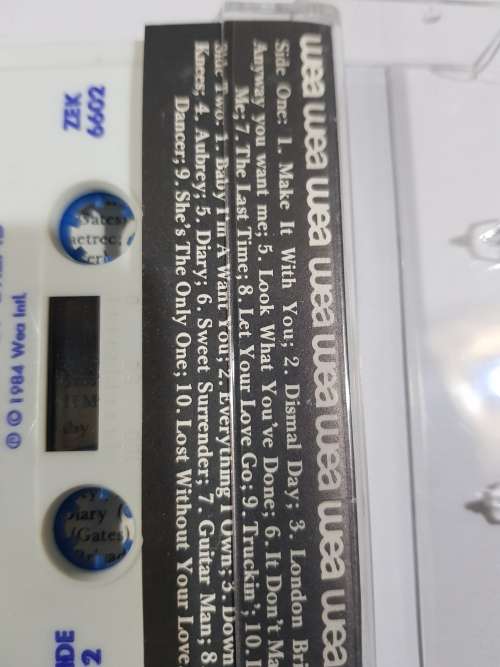 wea wea wea wea wea wea wea wea
Side One: 1. Make It With You; 2. Dismal Day; 3. London
Anyway you want me; 5. Look What You've Done; 6. It Don't
Me; 7. The Last Time; 8. Let Your Love Go; 9. Truckin'; 10.
Side Two: 1. Baby I'm A Want You; 2. Everything I Own; 3. Down
Knees; 4. Aubrey; 5. Diary; 6. Sweet Surrender; 7. Guitar Man; 8
Dancer; 9. She's The Only One; 10. Lost Without Your Love
ZEK
6602
℗ © 1984 Wea Intl.
2